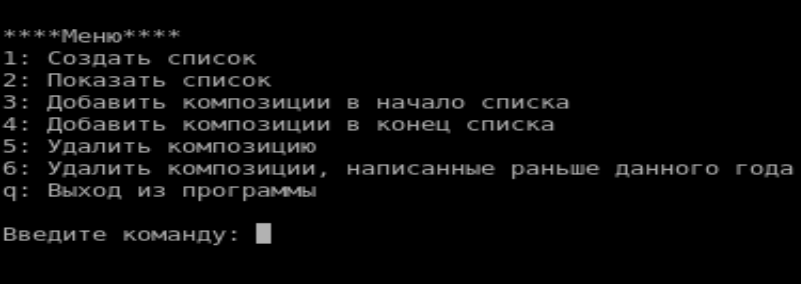 ****Меню****
1: Создать список
2: Показать список
3: Добавить композиции в начало списка
4: Добавить композиции в конец списка
5: Удалить композицию
6: Удалить композиции, написанные раньше данного года
q: Выход из программы
Введите команду: